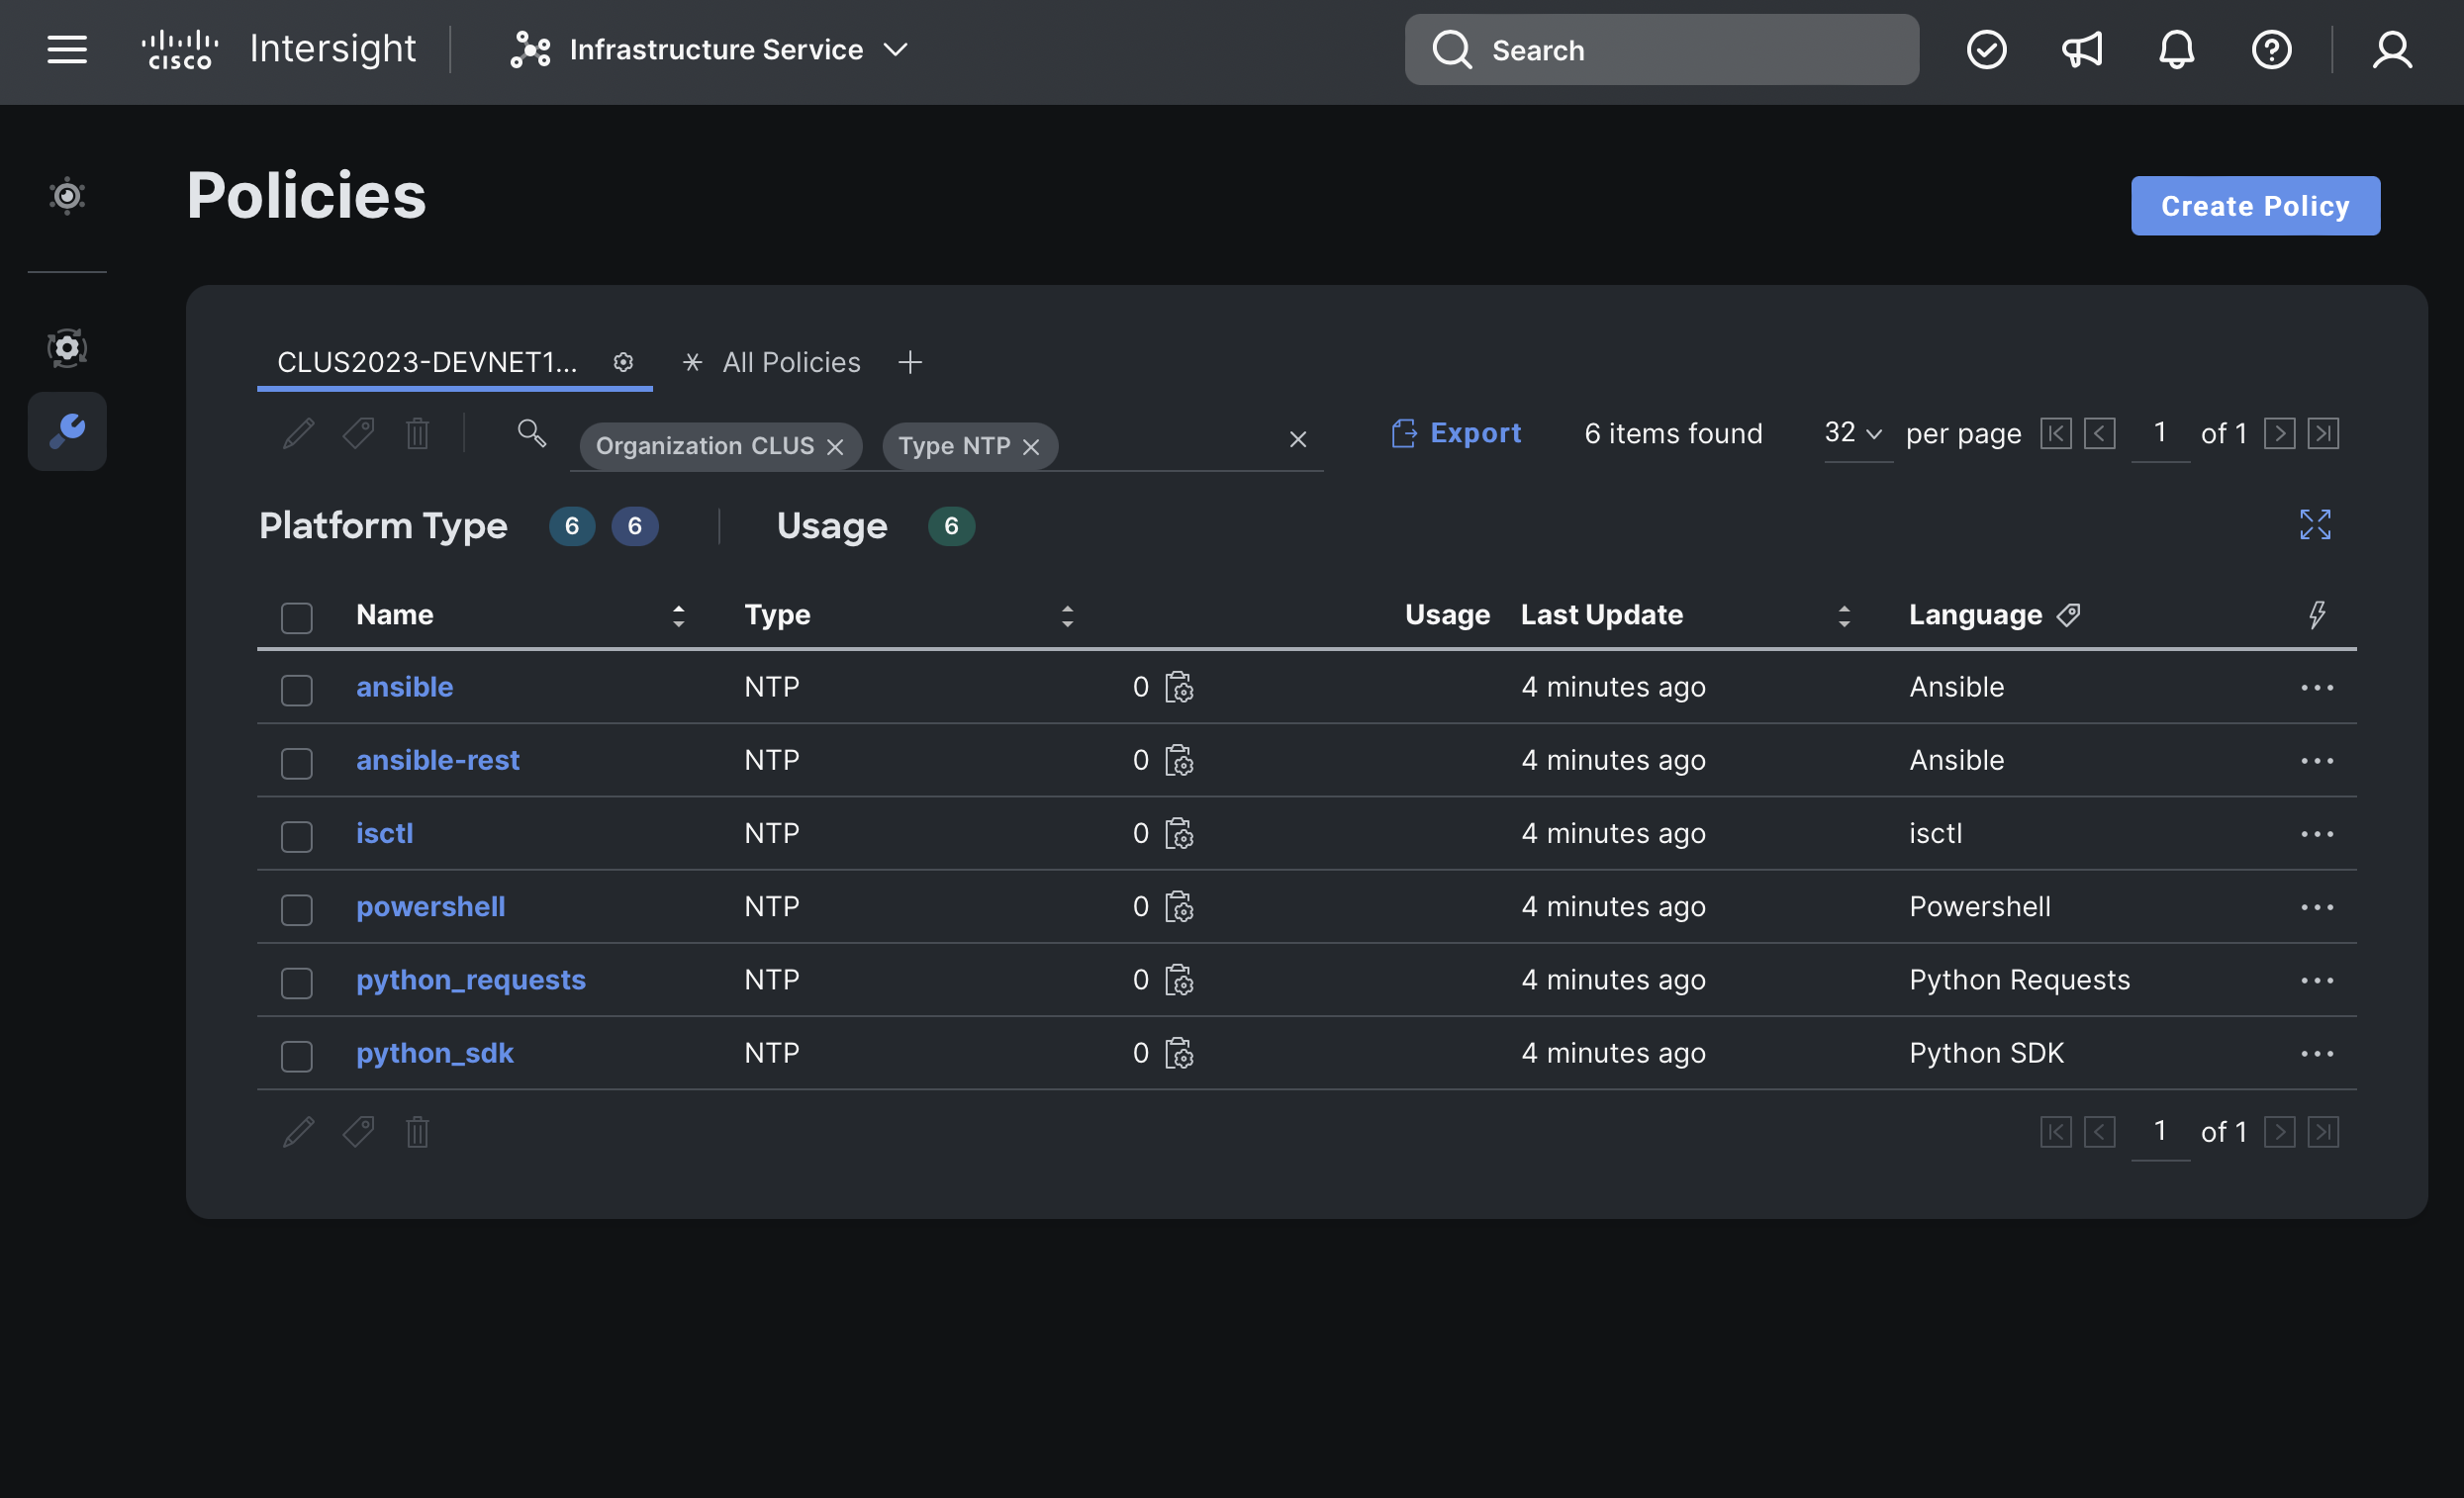 CISCO Intersight Infrastructure Service Search
Policies
Create Policy
CLUS2023-DEVNET1... All Policies
Organization CLUS Type NTP Export 6 items found 32 per page 1 of 1
Platform Type 6 6 Usage 6
Name Type Usage Last Update Language
ansible NTP 0 4 minutes ago Ansible
ansible-rest NTP 0 4 minutes ago Ansible
isctl NTP 0 4 minutes ago isctl
powershell NTP 0 4 minutes ago Powershell
python_requests NTP 0 4 minutes ago Python Requests
python_sdk NTP 0 4 minutes ago Python SDK
1 of 1